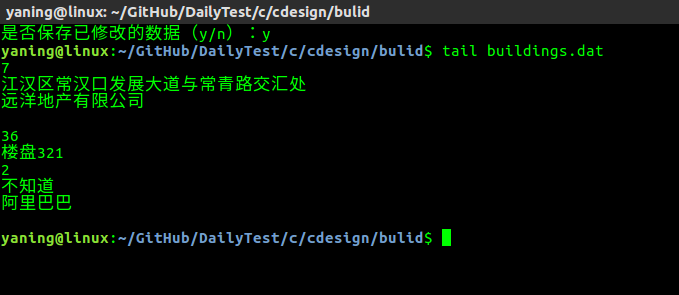 yaning@linux: ~/GitHub/DailyTest/c/cdesign/bulid
是否保存已修改的数据（y/n）：y
yaning@linux:~/GitHub/DailyTest/c/cdesign/bulid$ tail buildings.dat
7
江汉区常汉口发展大道与常青路交汇处
远洋地产有限公司
36
楼盘321
2
不知道
阿里巴巴
yaning@linux:~/GitHub/DailyTest/c/cdesign/bulid$